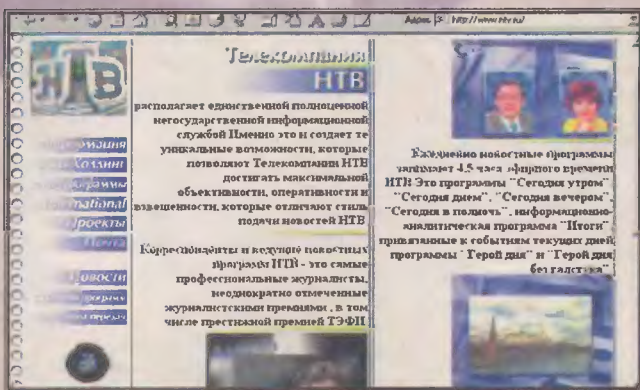 Адрес http://www.ntv.ru/
НТВ
Холдинг
International
Проекты
Почта
Новости
Телекомпания
НТВ
располагает единственной полноценной
негосударственной информационной
службой Именно это и создает те
уникальные возможности, которые
позволяют Телекомпании НТВ
достигать максимальной
объективности, оперативности и
взвешенности, которые отличают стиль
подачи новостей НТВ
Корреспонденты и ведущие новостных
программ НТВ - это самые
профессиональные журналисты,
неоднократно отмеченные
журналистскими премиями, в том
числе престижной премией ТЭФИ
Ежедневно новостные программы
занимает 4,5 часа эфирного времени
НТВ Это программы "Сегодня утром"
"Сегодня днем", "Сегодня вечером",
"Сегодня в полночь", информационно-
аналитическая программа "Итоги"
привязанные к событиям текущих дней
программы "Герой дня" и "Герой дня
без галстука"